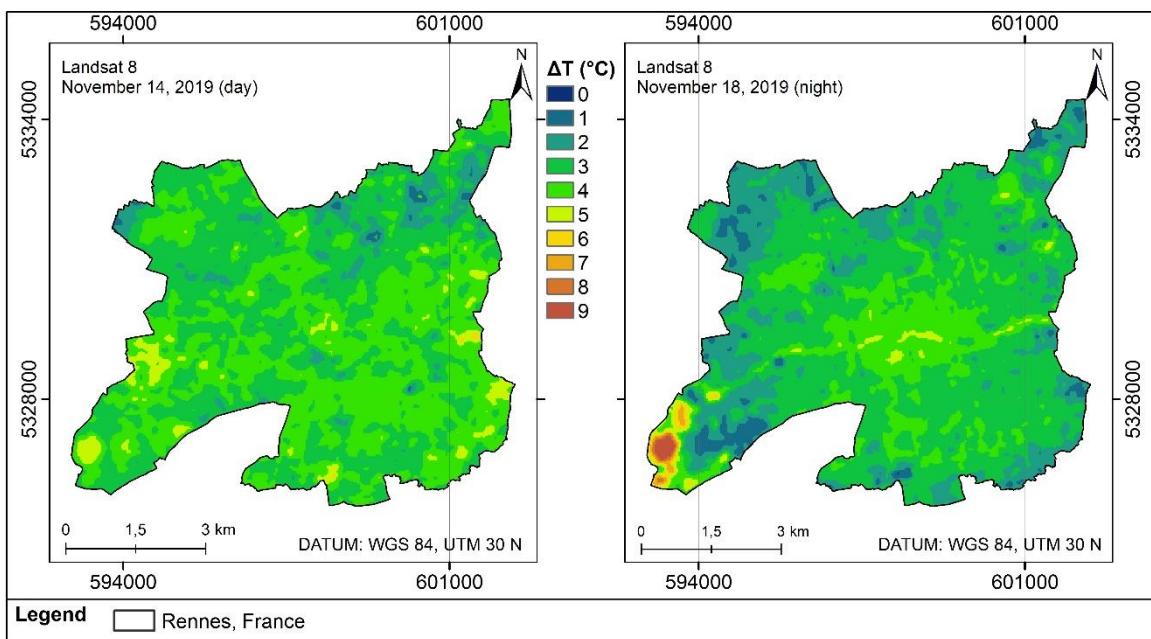 594000 601000 594000 601000
Landsat 8
November 14, 2019 (day)
N
ΔT (°C)
0
1
2
3
4
5
6
7
8
9
Landsat 8
November 18, 2019 (night)
N
5334000
5328000
5334000
5328000
0 1,5 3 km
DATUM: WGS 84, UTM 30 N
0 1,5 3 km
DATUM: WGS 84, UTM 30 N
594000 601000 594000 601000
Legend Rennes, France